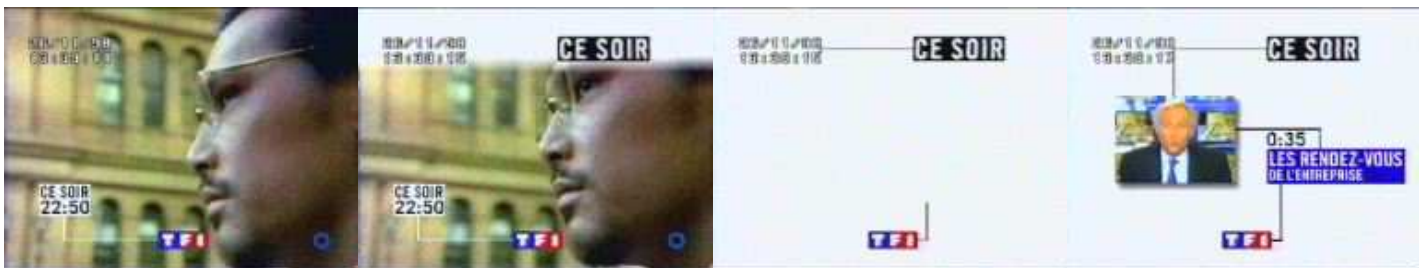 CE SOIR
22:50
TF1
CE SOIR
CE SOIR
22:50
TF1
CE SOIR
TF1
CE SOIR
0:35
LES RENDEZ-VOUS
DE L'ENTREPRISE
TF1